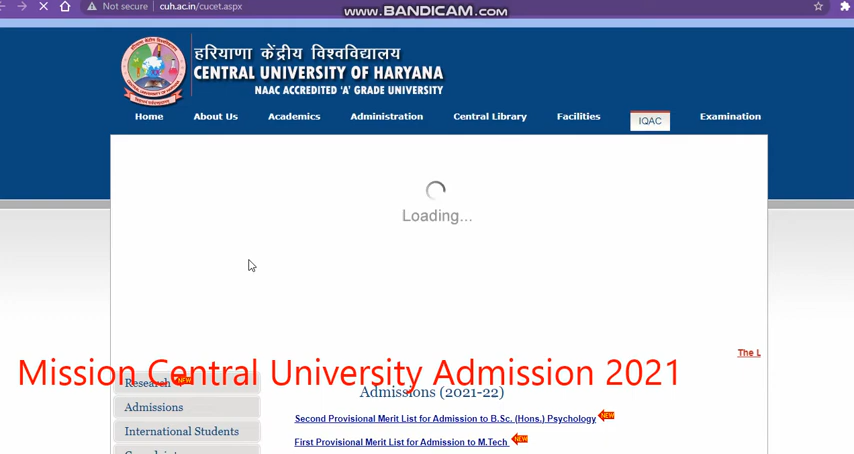 Not secure
cuh.ac.in/cucet.aspx
WWW.BANDICAM.COM
हरियाणा केंद्रीय विश्वविद्यालय
CENTRAL UNIVERSITY OF HARYANA
NAAC ACCREDITED 'A' GRADE UNIVERSITY
Home About Us Academics Administration Central Library Facilities IQAC Examination
Loading...
The L
Mission Central University Admission 2021
Research NEW
Admissions (2021-22)
Admissions
Second Provisional Merit List for Admission to B.Sc. (Hons.) Psychology NEW
International Students
First Provisional Merit List for Admission to M.Tech NEW